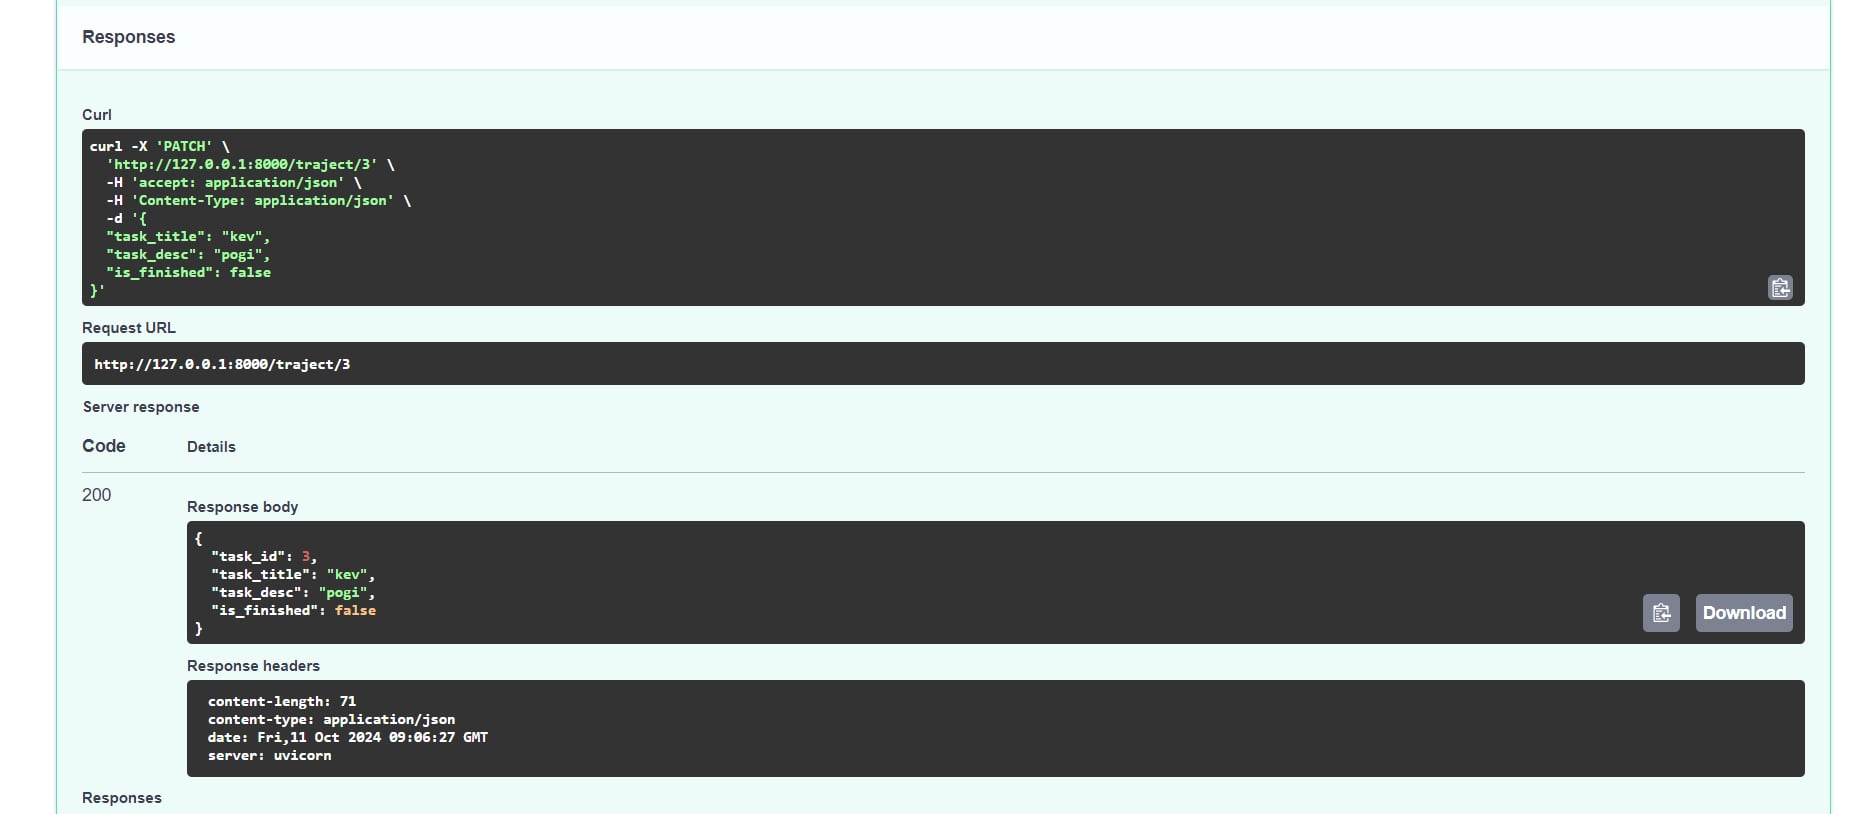 Responses
Curl
curl -X 'PATCH' \
  'http://127.0.0.1:8000/traject/3' \
  -H 'accept: application/json' \
  -H 'Content-Type: application/json' \
  -d '{
  "task_title": "kev",
  "task_desc": "pogi",
  "is_finished": false
}'
Request URL
http://127.0.0.1:8000/traject/3
Server response
Code Details
200
Response body
{
  "task_id": 3,
  "task_title": "kev",
  "task_desc": "pogi",
  "is_finished": false
}
Download
Response headers
content-length: 71
content-type: application/json
date: Fri,11 Oct 2024 09:06:27 GMT
server: uvicorn
Responses